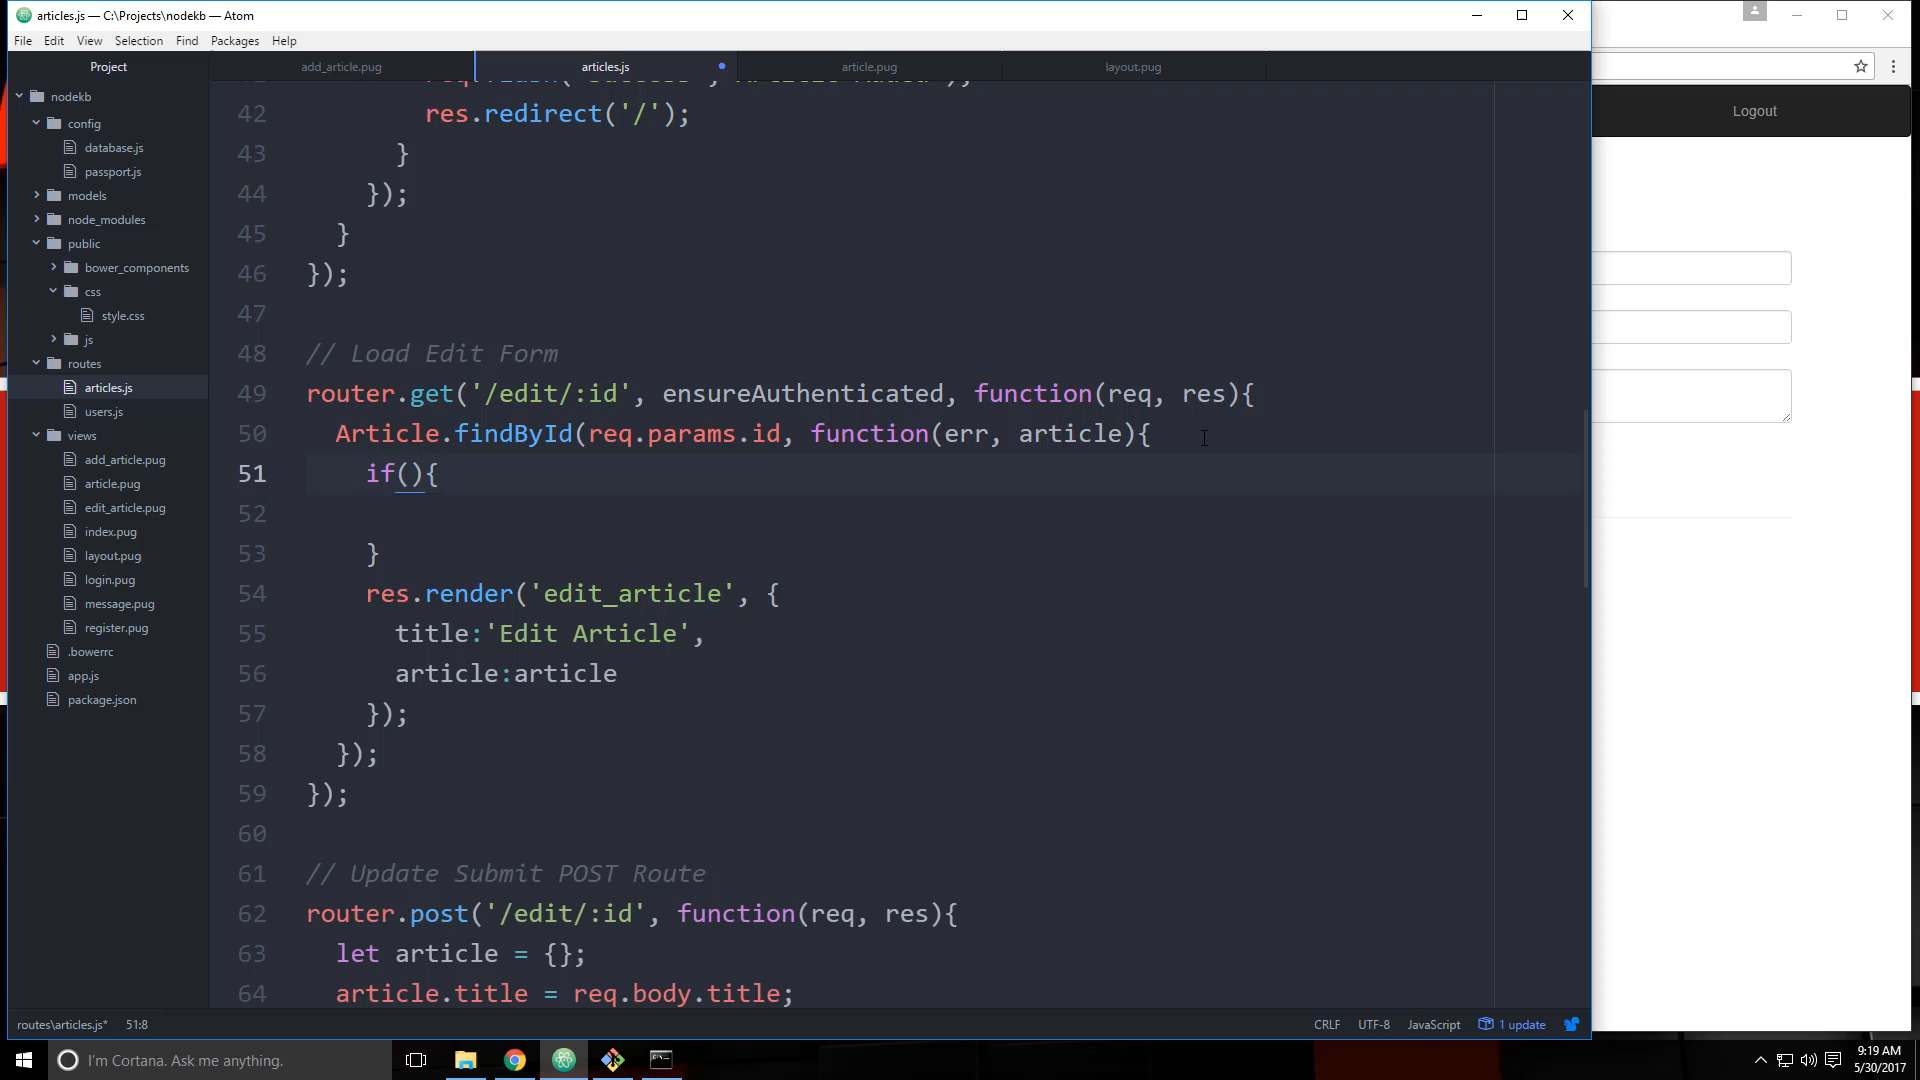 articles.js — C:\Projects\nodekb — Atom
File Edit View Selection Find Packages Help
Project
add_article.pug articles.js article.pug layout.pug
nodekb
config
database.js
passport.js
models
node_modules
public
bower_components
css
style.css
js
routes
articles.js
users.js
views
add_article.pug
article.pug
edit_article.pug
index.pug
layout.pug
login.pug
message.pug
register.pug
.bowerrc
app.js
package.json
42 res.redirect('/');
43 }
44 });
45 }
46 });
47
48 // Load Edit Form
49 router.get('/edit/:id', ensureAuthenticated, function(req, res){
50 Article.findById(req.params.id, function(err, article){
51 if(){
52
53 }
54 res.render('edit_article', {
55 title:'Edit Article',
56 article:article
57 });
58 });
59 });
60
61 // Update Submit POST Route
62 router.post('/edit/:id', function(req, res){
63 let article = {};
64 article.title = req.body.title;
routes\articles.js* 51:8 CRLF UTF-8 JavaScript 1 update
Logout
I'm Cortana. Ask me anything.
9:19 AM
5/30/2017